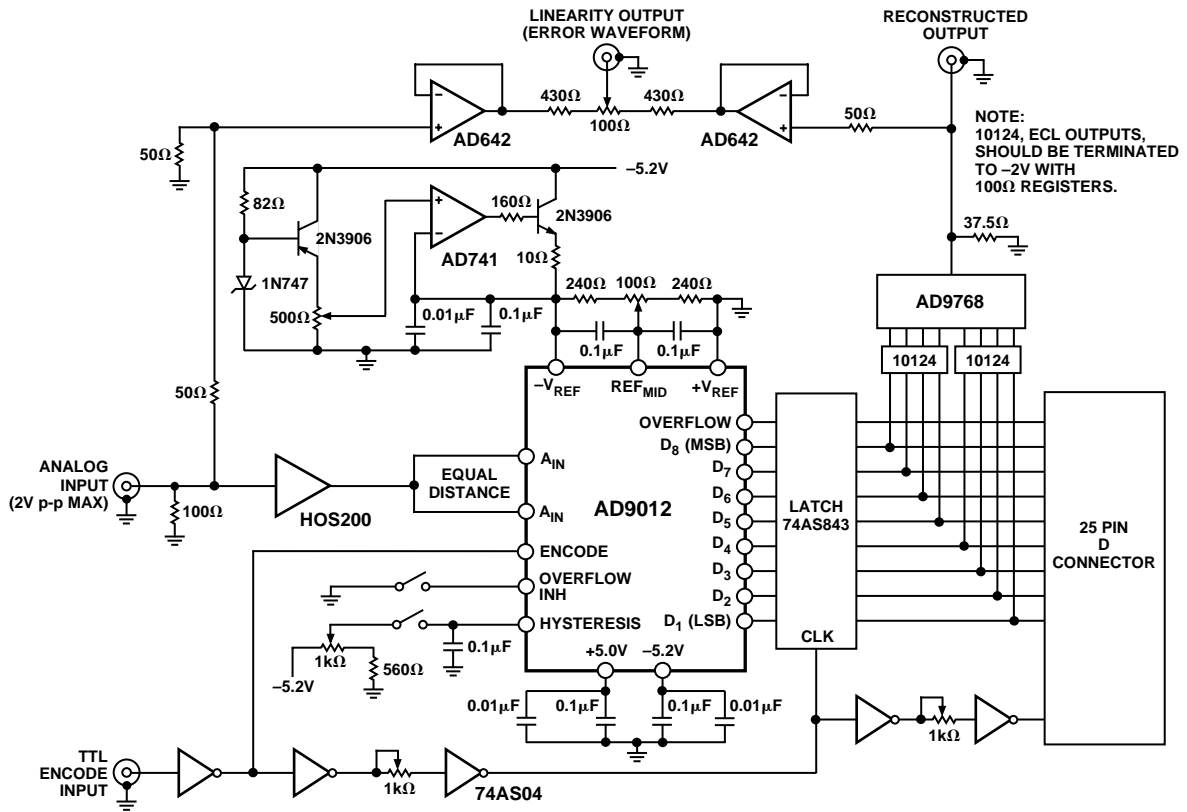 LINEARITY OUTPUT
(ERROR WAVEFORM)
RECONSTRUCTED
OUTPUT
430Ω
430Ω
100Ω
AD642
AD642
50Ω
50Ω
NOTE:
10124, ECL OUTPUTS,
SHOULD BE TERMINATED
TO –2V WITH
100Ω REGISTERS.
–5.2V
82Ω
2N3906
160Ω
2N3906
AD741
10Ω
37.5Ω
1N747
500Ω
0.01µF
0.1µF
240Ω
100Ω
240Ω
0.1µF
0.1µF
AD9768
10124
10124
50Ω
–VREF
REFMID
+VREF
OVERFLOW
D8 (MSB)
D7
D6
D5
D4
D3
D2
D1 (LSB)
ANALOG
INPUT
(2V p-p MAX)
100Ω
HOS200
EQUAL
DISTANCE
AIN
AIN
AD9012
ENCODE
OVERFLOW
INH
HYSTERESIS
LATCH
74AS843
CLK
25 PIN
D
CONNECTOR
1kΩ
–5.2V
560Ω
0.1µF
+5.0V
–5.2V
0.01µF
0.1µF
0.1µF
0.01µF
1kΩ
TTL
ENCODE
INPUT
1kΩ
74AS04